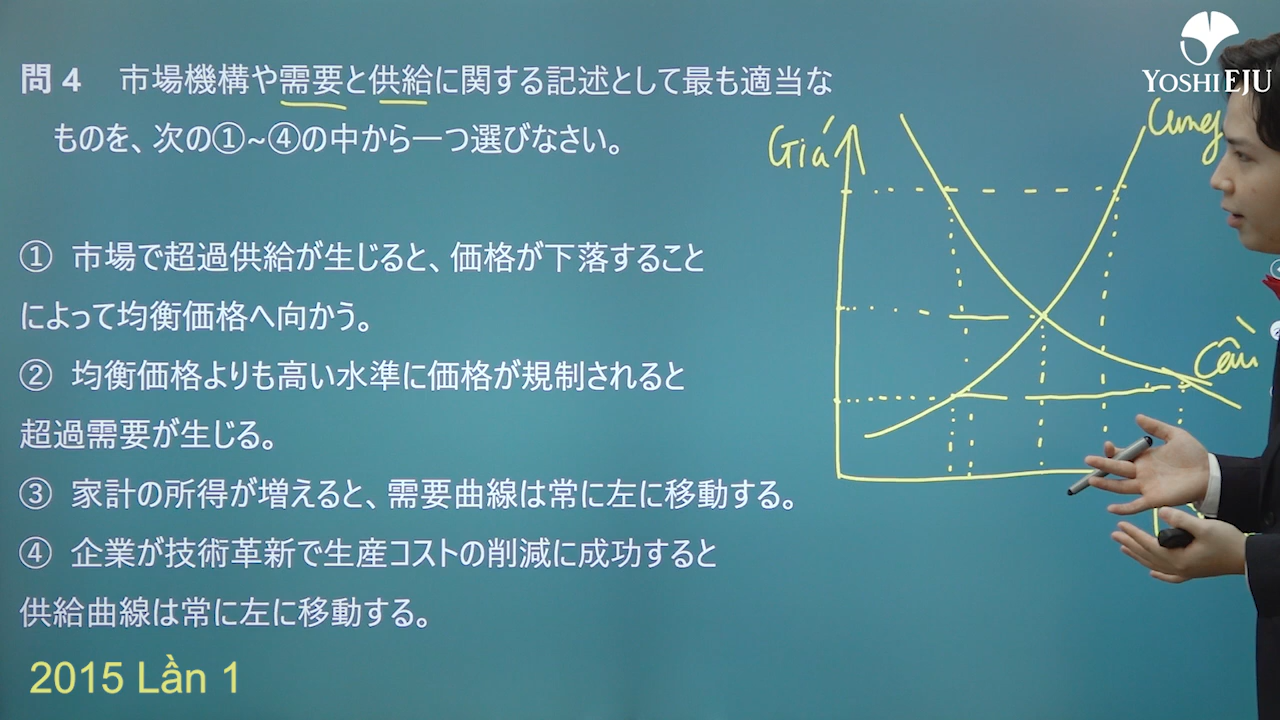 問 4 市場機構や需要と供給に関する記述として最も適当な
ものを、次の①~④の中から一つ選びなさい。
① 市場で超過供給が生じると、価格が下落すること
によって均衡価格へ向かう。
② 均衡価格よりも高い水準に価格が規制されると
超過需要が生じる。
③ 家計の所得が増えると、需要曲線は常に左に移動する。
④ 企業が技術革新で生産コストの削減に成功すると
供給曲線は常に左に移動する。
2015 Lần 1
Giá
Cung
Cầu
YOSHI EJU